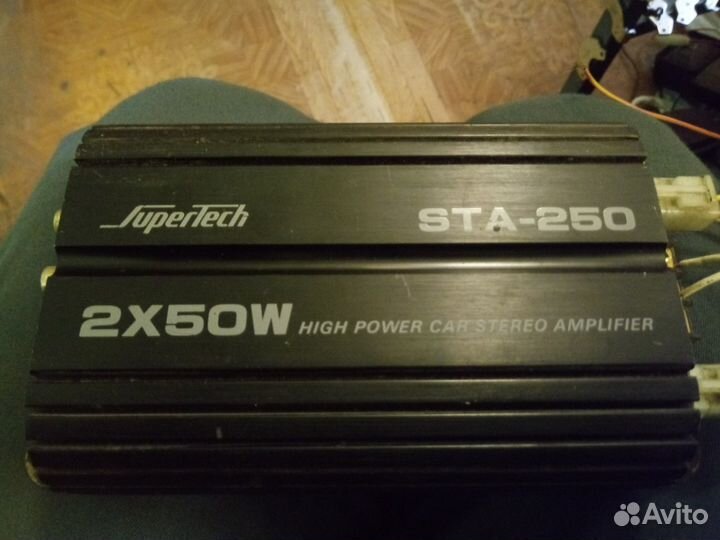 SuperTech
STA-250
2X50W HIGH POWER CAR STEREO AMPLIFIER
Avito